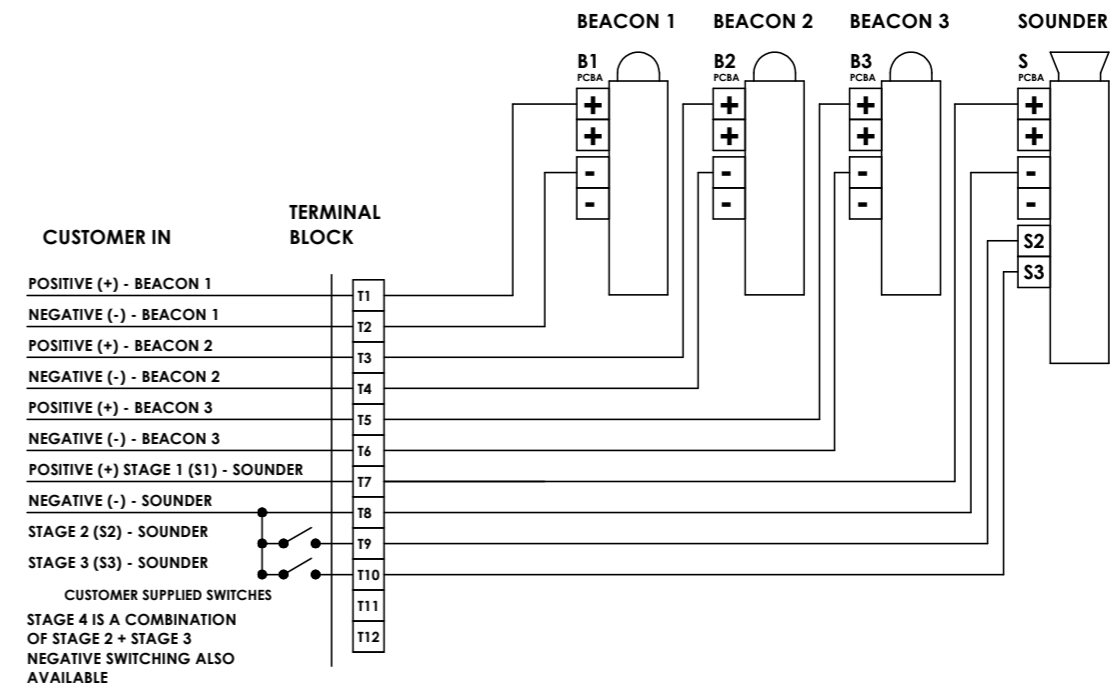 BEACON 1 BEACON 2 BEACON 3 SOUNDER
B1 B2 B3 S
PCBA PCBA PCBA PCBA
+ + + +
+ + + +
- - - -
- - - -
S2
S3
TERMINAL
BLOCK
CUSTOMER IN
POSITIVE (+) - BEACON 1
T1
NEGATIVE (-) - BEACON 1
T2
POSITIVE (+) - BEACON 2
T3
NEGATIVE (-) - BEACON 2
T4
POSITIVE (+) - BEACON 3
T5
NEGATIVE (-) - BEACON 3
T6
POSITIVE (+) STAGE 1 (S1) - SOUNDER
T7
NEGATIVE (-) - SOUNDER
T8
STAGE 2 (S2) - SOUNDER
T9
STAGE 3 (S3) - SOUNDER
T10
CUSTOMER SUPPLIED SWITCHES
T11
STAGE 4 IS A COMBINATION
OF STAGE 2 + STAGE 3
T12
NEGATIVE SWITCHING ALSO
AVAILABLE